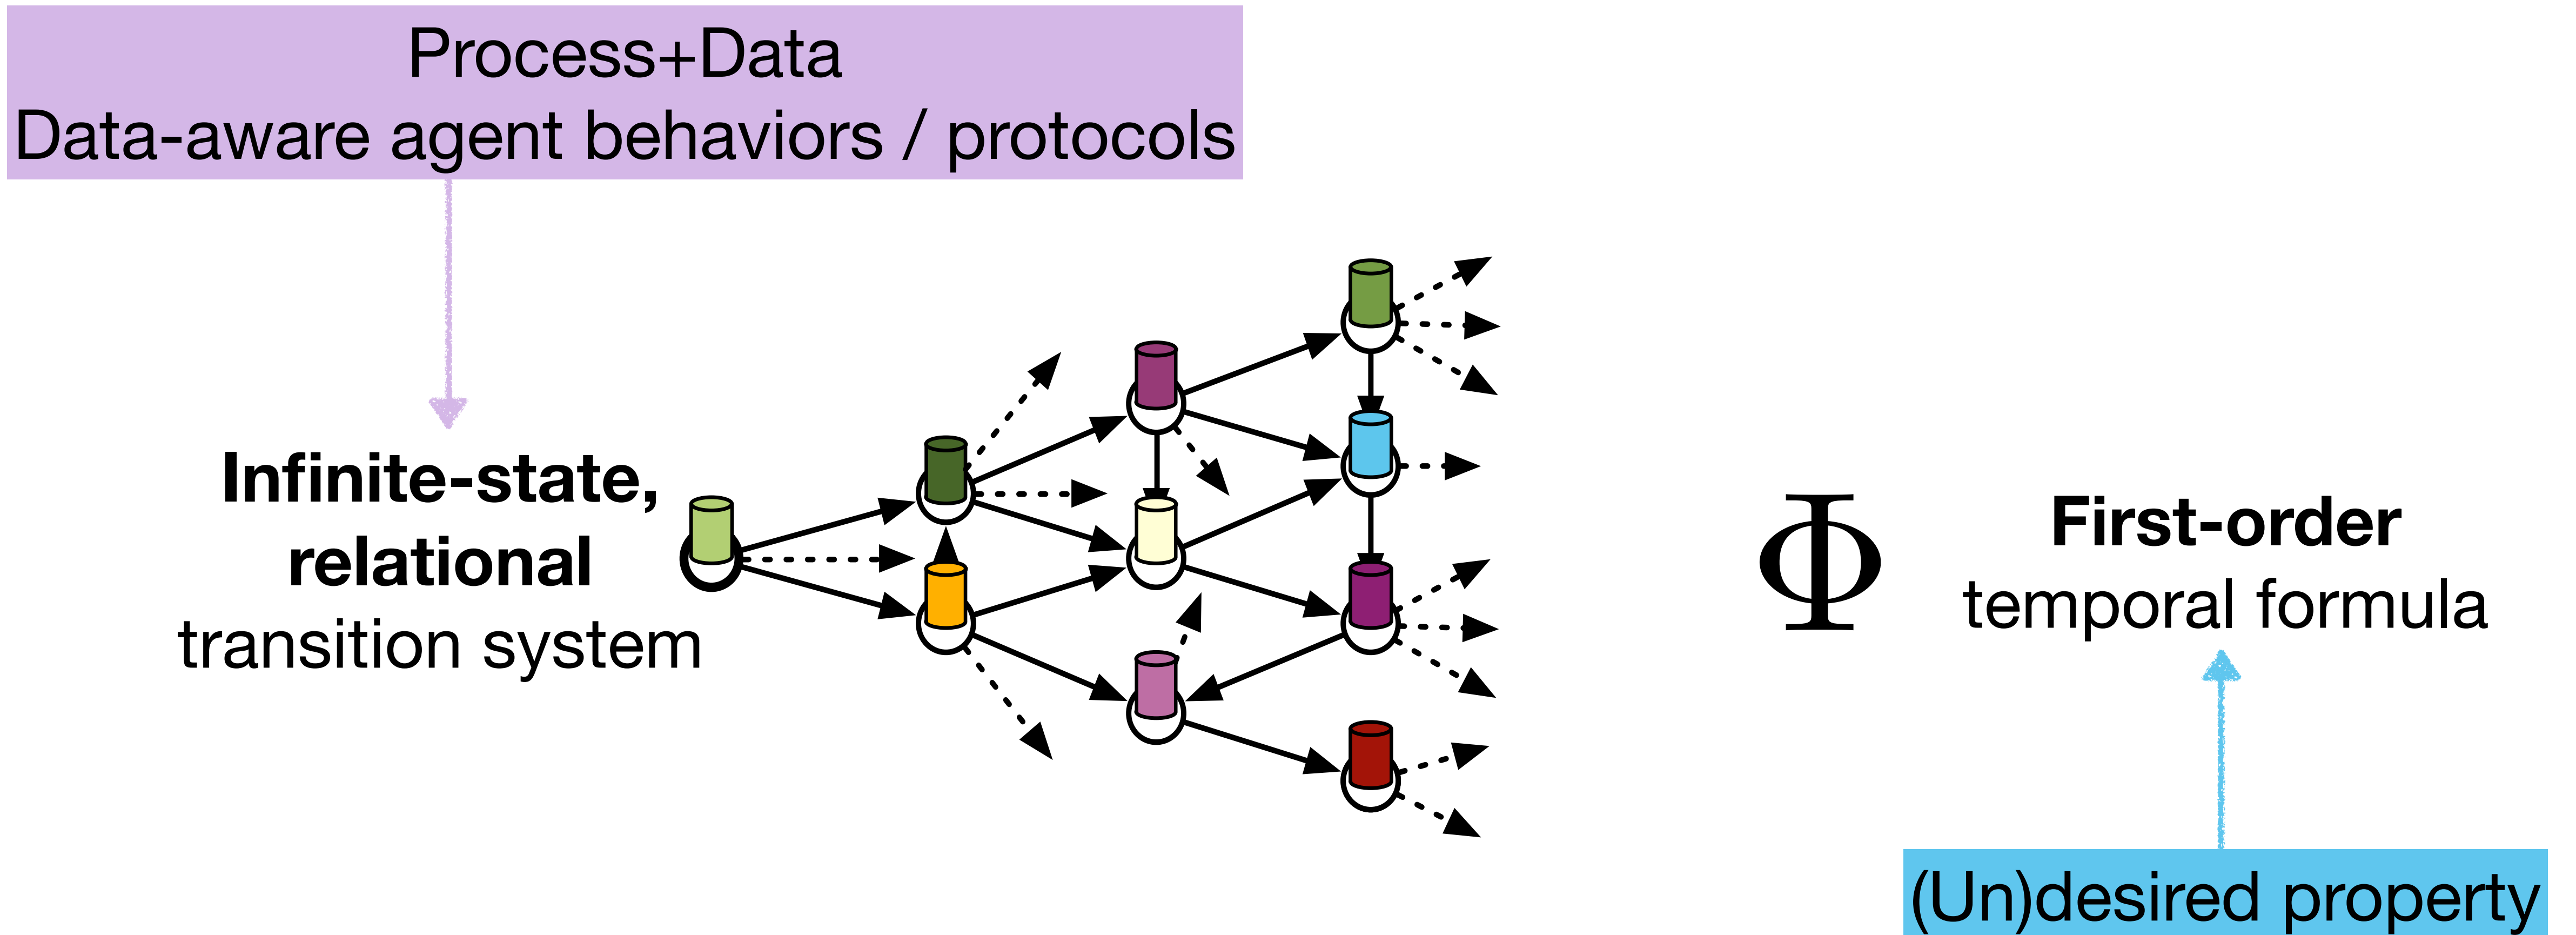 Process+Data
Data-aware agent behaviors / protocols
Infinite-state,
relational
transition system
Φ
First-order
temporal formula
(Un)desired property